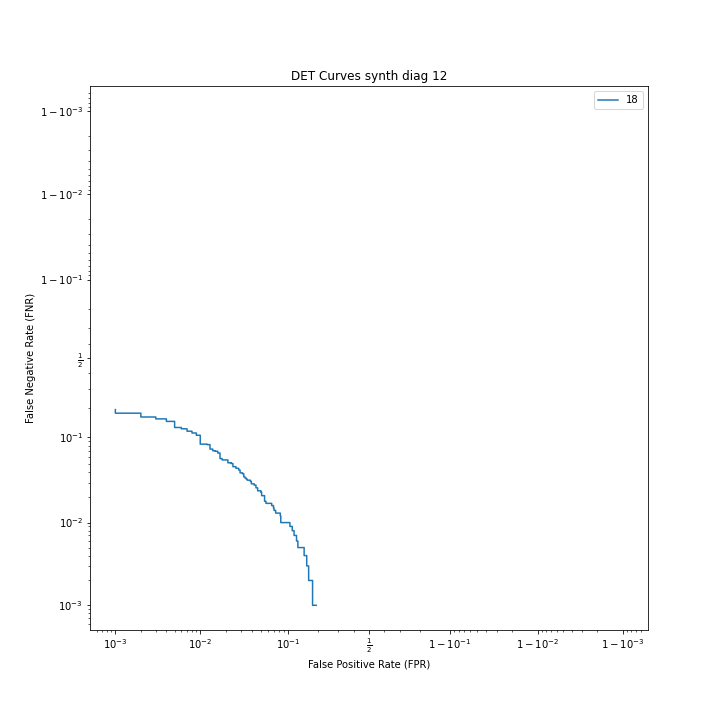 DET Curves synth diag 12
18
1 − 10⁻³
1 − 10⁻²
1 − 10⁻¹
½
10⁻¹
10⁻²
10⁻³
False Negative Rate (FNR)
10⁻³ 10⁻² 10⁻¹ ½ 1 − 10⁻¹ 1 − 10⁻² 1 − 10⁻³
False Positive Rate (FPR)